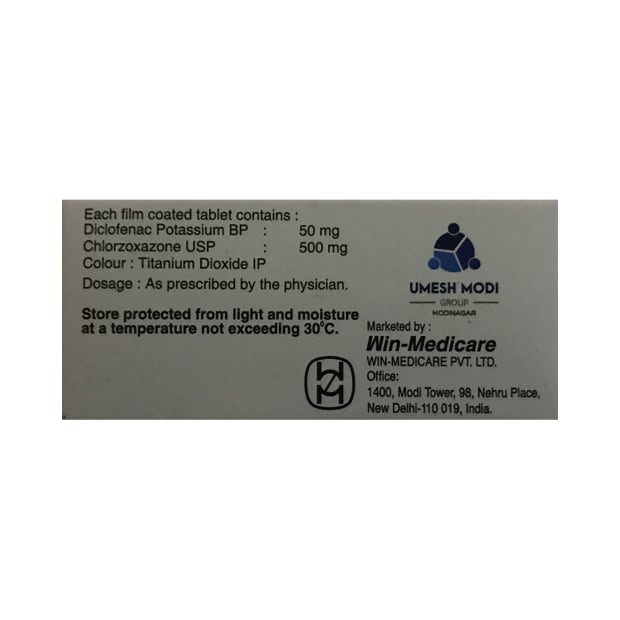 Each film coated tablet contains :
Diclofenac Potassium BP : 50 mg
Chlorzoxazone USP : 500 mg
Colour : Titanium Dioxide IP
Dosage : As prescribed by the physician.
Store protected from light and moisture
at a temperature not exceeding 30°C.
UMESH MODI
GROUP
MODINAGAR
Marketed by :
Win-Medicare
WIN-MEDICARE PVT. LTD.
Office:
1400, Modi Tower, 98, Nehru Place,
New Delhi-110 019, India.